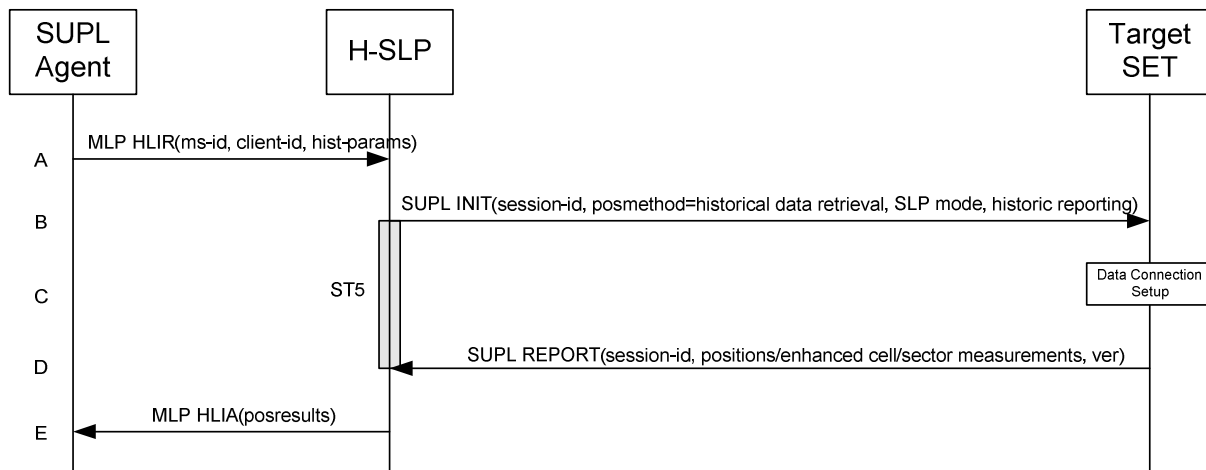 SUPL
Agent
H-SLP
Target
SET
A
MLP HLIR(ms-id, client-id, hist-params)
B
SUPL INIT(session-id, posmethod=historical data retrieval, SLP mode, historic reporting)
C
ST5
Data Connection
Setup
D
SUPL REPORT(session-id, positions/enhanced cell/sector measurements, ver)
E
MLP HLIA(posresults)